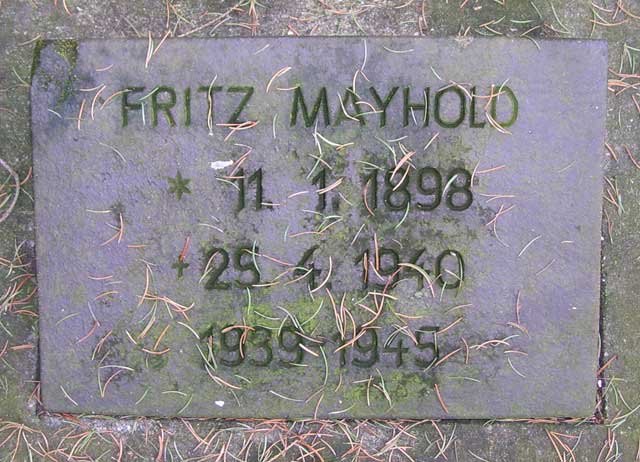 FRITZ MAYHOLD
* 11. 1. 1898
† 25. 4. 1940
1939 1945